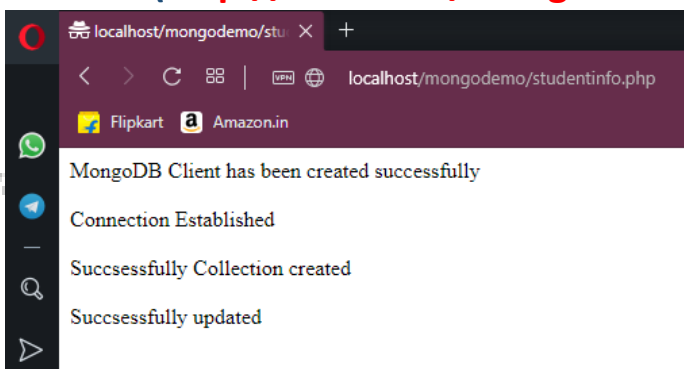 localhost/mongodemo/stu
VPN localhost/mongodemo/studentinfo.php
Flipkart a Amazon.in
MongoDB Client has been created successfully
Connection Established
Succsessfully Collection created
Succsessfully updated